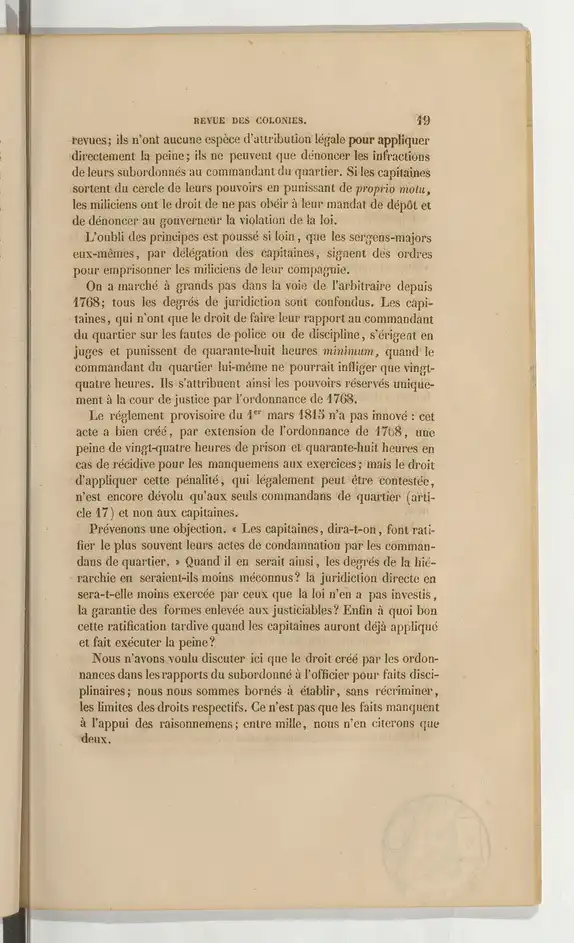 REVUE DES COLONIES. 19
revues; ils n'ont aucune espèce d'attribution légale pour appliquer
directement la peine; ils ne peuvent que dénoncer les infractions
de leurs subordonnés au commandant du quartier. Si les capitaines
sortent du cercle de leurs pouvoirs en punissant de proprio motu,
les miliciens ont le droit de ne pas obéir à leur mandat de dépôt et
de dénoncer au gouverneur la violation de la loi.
L'oubli des principes est poussé si loin, que les sergens-majors
eux-mêmes, par délégation des capitaines, signent des ordres
pour emprisonner les miliciens de leur compagnie.
On a marché à grands pas dans la voie de l'arbitraire depuis
1768; tous les degrés de juridiction sont confondus. Les capi-
taines, qui n'ont que le droit de faire leur rapport au commandant
du quartier sur les fautes de police ou de discipline, s'érigent en
juges et punissent de quarante-huit heures minimum, quand le
commandant du quartier lui-même ne pourrait infliger que vingt-
quatre heures. Ils s'attribuent ainsi les pouvoirs réservés unique-
ment à la cour de justice par l'ordonnance de 1768.
Le réglement provisoire du 1er mars 1815 n'a pas innové : cet
acte a bien créé, par extension de l'ordonnance de 1768, une
peine de vingt-quatre heures de prison et quarante-huit heures en
cas de récidive pour les manquemens aux exercices; mais le droit
d'appliquer cette pénalité, qui légalement peut être contestée,
n'est encore dévolu qu'aux seuls commandans de quartier (arti-
cle 17) et non aux capitaines.
Prévenons une objection. « Les capitaines, dira-t-on, font rati-
fier le plus souvent leurs actes de condamnation par les comman-
dans de quartier. » Quand il en serait ainsi, les degrés de la hié-
rarchie en seraient-ils moins méconnus? la juridiction directe en
sera-t-elle moins exercée par ceux que la loi n'en a pas investis,
la garantie des formes enlevée aux justiciables? Enfin à quoi bon
cette ratification tardive quand les capitaines auront déjà appliqué
et fait exécuter la peine?
Nous n'avons voulu discuter ici que le droit créé par les ordon-
nances dans les rapports du subordonné à l'officier pour faits disci-
plinaires; nous nous sommes bornés à établir, sans récriminer,
les limites des droits respectifs. Ce n'est pas que les faits manquent
à l'appui des raisonnemens; entre mille, nous n'en citerons que
deux.